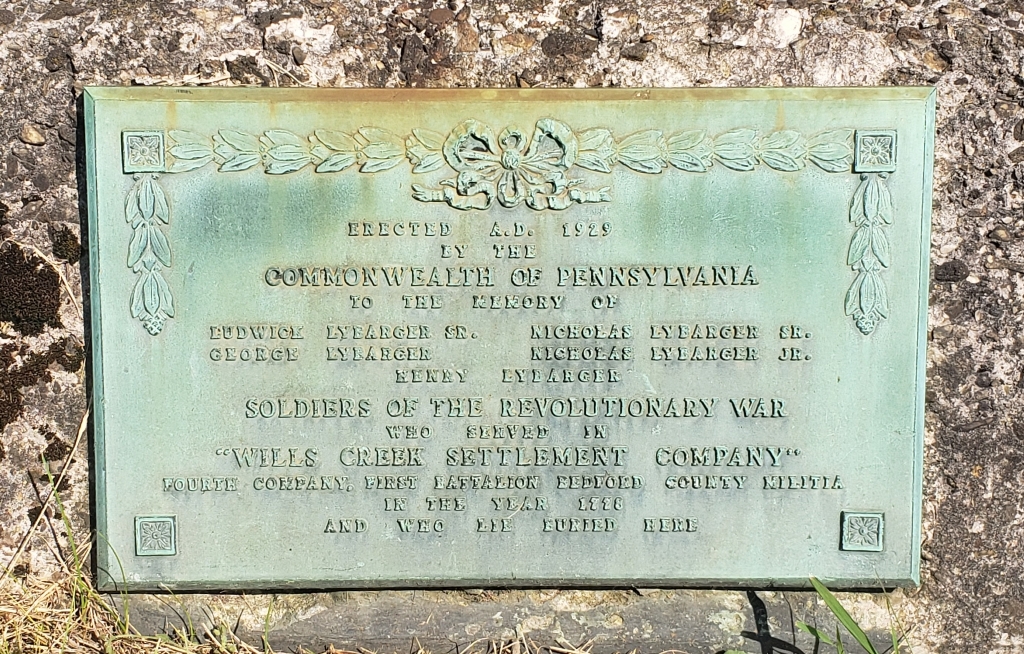 ERECTED A.D. 1929
BY THE
COMMONWEALTH OF PENNSYLVANIA
TO THE MEMORY OF
LUDWICK LYBARGER SR. NICHOLAS LYBARGER SR.
GEORGE LYBARGER NICHOLAS LYBARGER JR.
HENRY LYBARGER
SOLDIERS OF THE REVOLUTIONARY WAR
WHO SERVED IN
"WILLS CREEK SETTLEMENT COMPANY"
FOURTH COMPANY, FIRST BATTALION BEDFORD COUNTY MILITIA
IN THE YEAR 1778
AND WHO LIE BURIED HERE